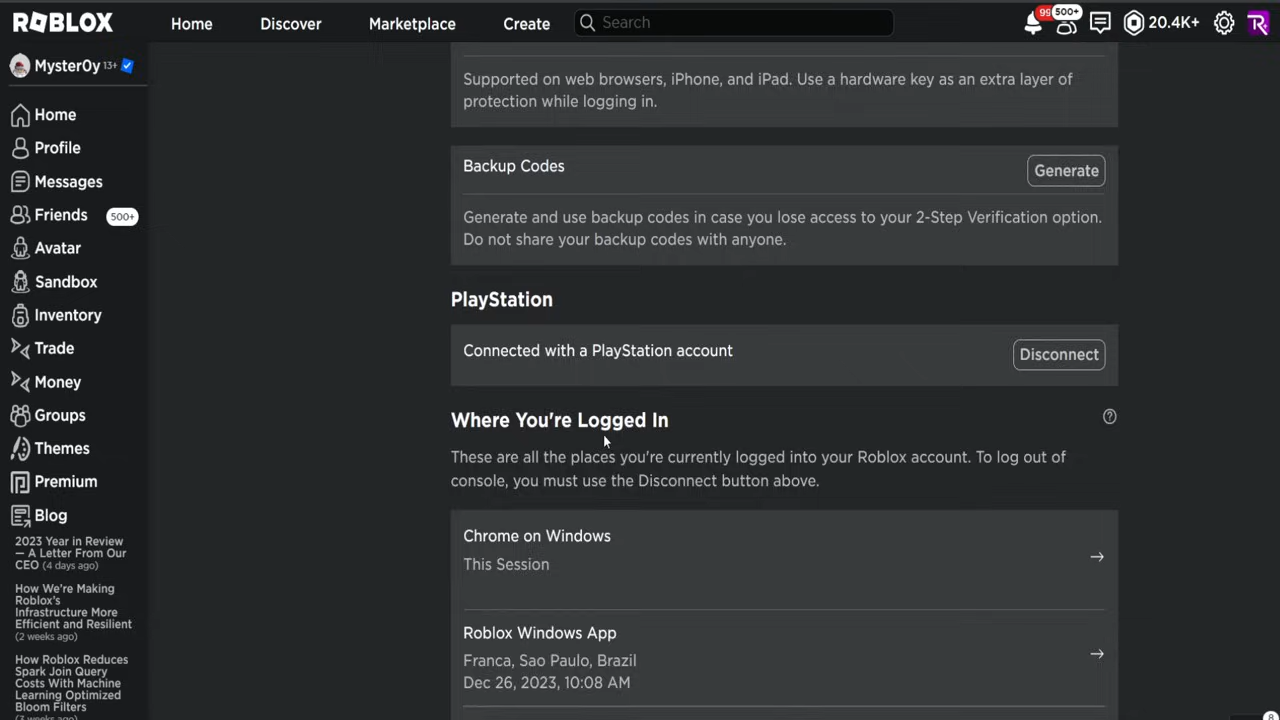 ROBLOX
Home
Discover
Marketplace
Create
Search
99
500+
20.4K+
Myster0y 13+
Home
Profile
Messages
Friends
500+
Avatar
Sandbox
Inventory
Trade
Money
Groups
Themes
Premium
Blog
2023 Year in Review
— A Letter From Our
CEO (4 days ago)
How We're Making
Roblox's
Infrastructure More
Efficient and Resilient
(2 weeks ago)
How Roblox Reduces
Spark Join Query
Costs With Machine
Learning Optimized
Bloom Filters
Supported on web browsers, iPhone, and iPad. Use a hardware key as an extra layer of
protection while logging in.
Backup Codes
Generate
Generate and use backup codes in case you lose access to your 2-Step Verification option.
Do not share your backup codes with anyone.
PlayStation
Connected with a PlayStation account
Disconnect
Where You're Logged In
These are all the places you're currently logged into your Roblox account. To log out of
console, you must use the Disconnect button above.
Chrome on Windows
This Session
Roblox Windows App
Franca, Sao Paulo, Brazil
Dec 26, 2023, 10:08 AM